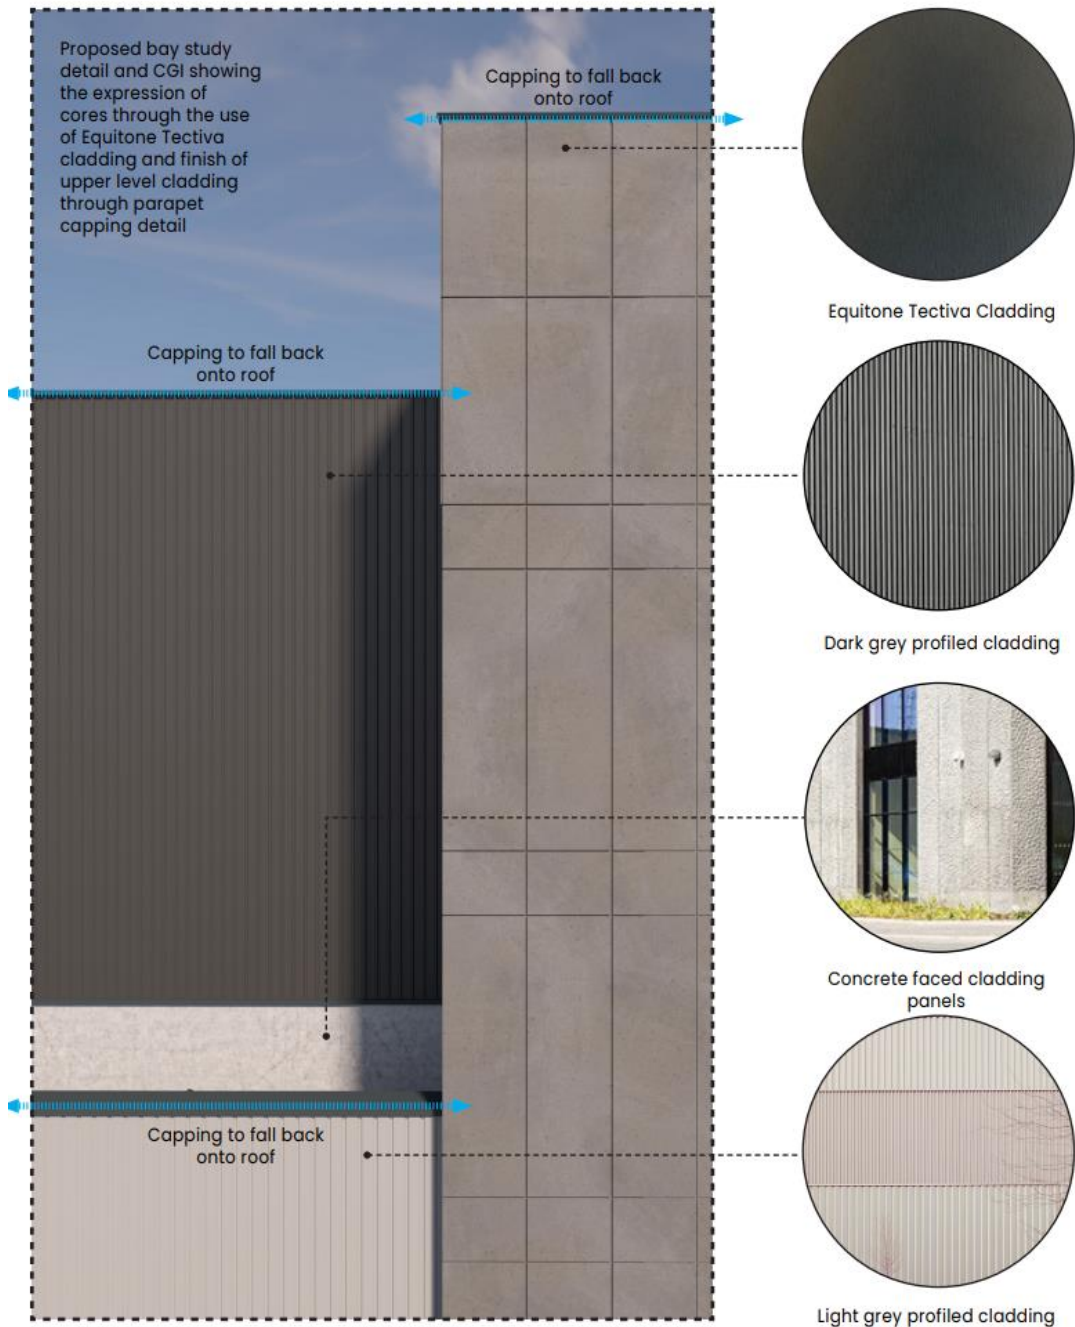 Proposed bay study
detail and CGI showing
the expression of
cores through the use
of Equitone Tectiva
cladding and finish of
upper level cladding
through parapet
capping detail
Capping to fall back
onto roof
Equitone Tectiva Cladding
Capping to fall back
onto roof
Dark grey profiled cladding
Concrete faced cladding
panels
Capping to fall back
onto roof
Light grey profiled cladding